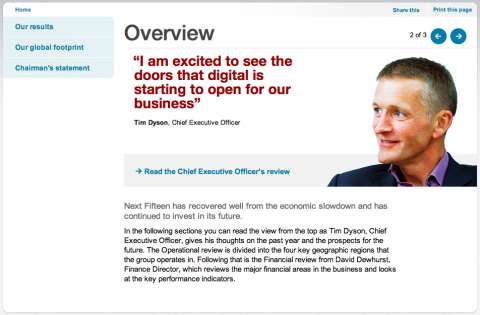 Home
Share this
Print this page
Our results
Our global footprint
Chairman's statement
Overview
2 of 3
“I am excited to see the
doors that digital is
starting to open for our
business”
Tim Dyson, Chief Executive Officer
Read the Chief Executive Officer's review
Next Fifteen has recovered well from the economic slowdown and has
continued to invest in its future.
In the following sections you can read the view from the top as Tim Dyson, Chief
Executive Officer, gives his thoughts on the past year and the prospects for the
future. The Operational review is divided into the four key geographic regions that
the group operates in. Following that is the Financial review from David Dewhurst,
Finance Director, which reviews the major financial areas in the business and looks
at the key performance indicators.